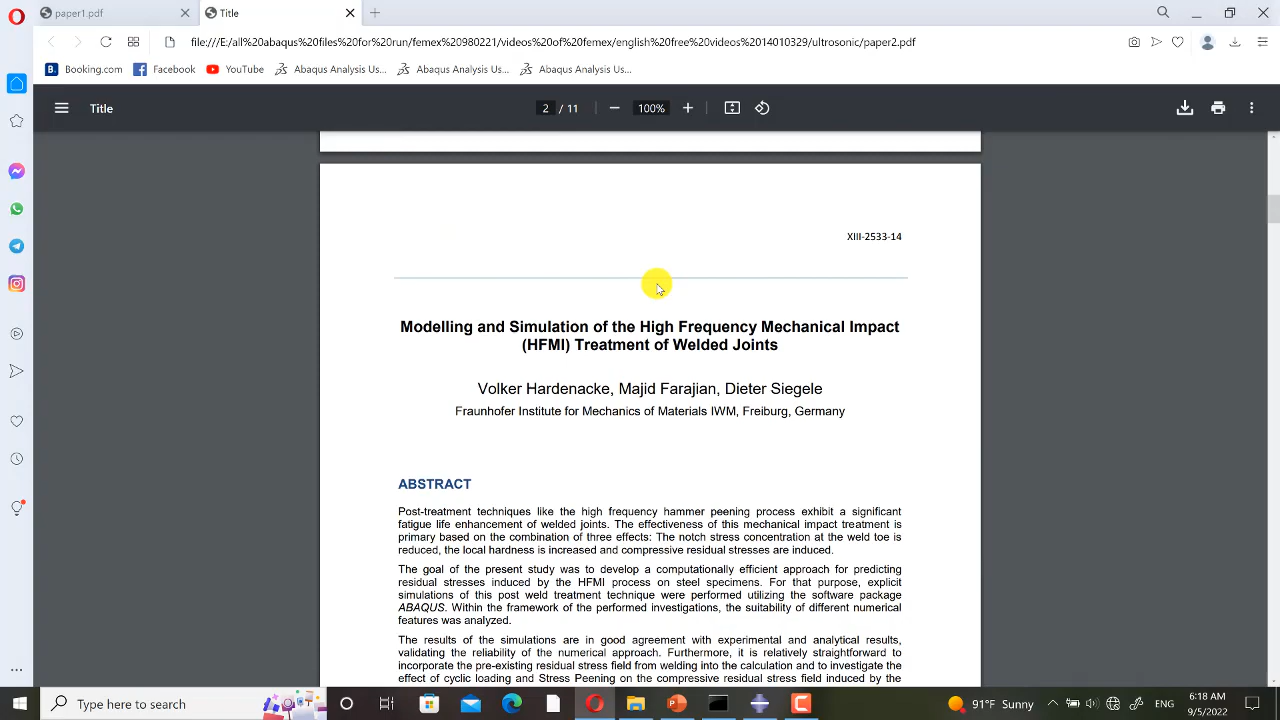 paper1.pdf
Title
file:///E:/all%20abaqus%20files%20for%20run/femex%20980221/videos%20of%20femex/english%20free%20videos%2014010329/ultrosonic/paper2.pdf
Booking.com
Facebook
YouTube
Abaqus Analysis Us...
Abaqus Analysis Us...
Abaqus Analysis Us...
Title
2 / 11
100%
XIII-2533-14
Modelling and Simulation of the High Frequency Mechanical Impact
(HFMI) Treatment of Welded Joints
Volker Hardenacke, Majid Farajian, Dieter Siegele
Fraunhofer Institute for Mechanics of Materials IWM, Freiburg, Germany
ABSTRACT
Post-treatment techniques like the high frequency hammer peening process exhibit a significant
fatigue life enhancement of welded joints. The effectiveness of this mechanical impact treatment is
primary based on the combination of three effects: The notch stress concentration at the weld toe is
reduced, the local hardness is increased and compressive residual stresses are induced.
The goal of the present study was to develop a computationally efficient approach for predicting
residual stresses induced by the HFMI process on steel specimens. For that purpose, explicit
simulations of this post weld treatment technique were performed utilizing the software package
ABAQUS. Within the framework of the performed investigations, the suitability of different numerical
features was analyzed.
The results of the simulations are in good agreement with experimental and analytical results,
validating the reliability of the numerical approach. Furthermore, it is relatively straightforward to
incorporate the pre-existing residual stress field from welding into the calculation and to investigate the
effect of cyclic loading and Stress Peening on the compressive residual stress field induced by the
Type here to search
91°F Sunny
ENG
6:18 AM
9/5/2022